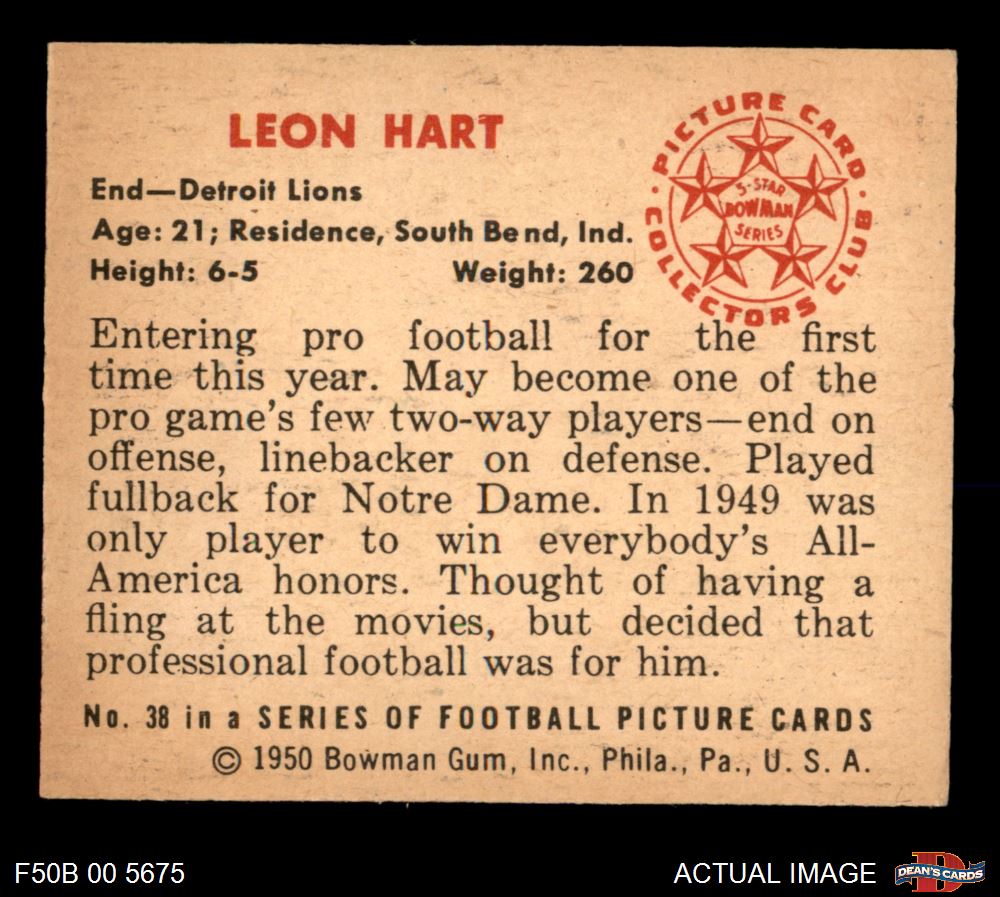 LEON HART
End—Detroit Lions
Age: 21; Residence, South Bend, Ind.
Height: 6-5 Weight: 260
PICTURE CARD
COLLECTORS CLUB
5-STAR
BOWMAN
SERIES
Entering pro football for the first
time this year. May become one of the
pro game's few two-way players—end on
offense, linebacker on defense. Played
fullback for Notre Dame. In 1949 was
only player to win everybody's All-
America honors. Thought of having a
fling at the movies, but decided that
professional football was for him.
No. 38 in a SERIES OF FOOTBALL PICTURE CARDS
© 1950 Bowman Gum, Inc., Phila., Pa., U. S. A.
F50B 00 5675
ACTUAL IMAGE
D
DEAN'S CARDS